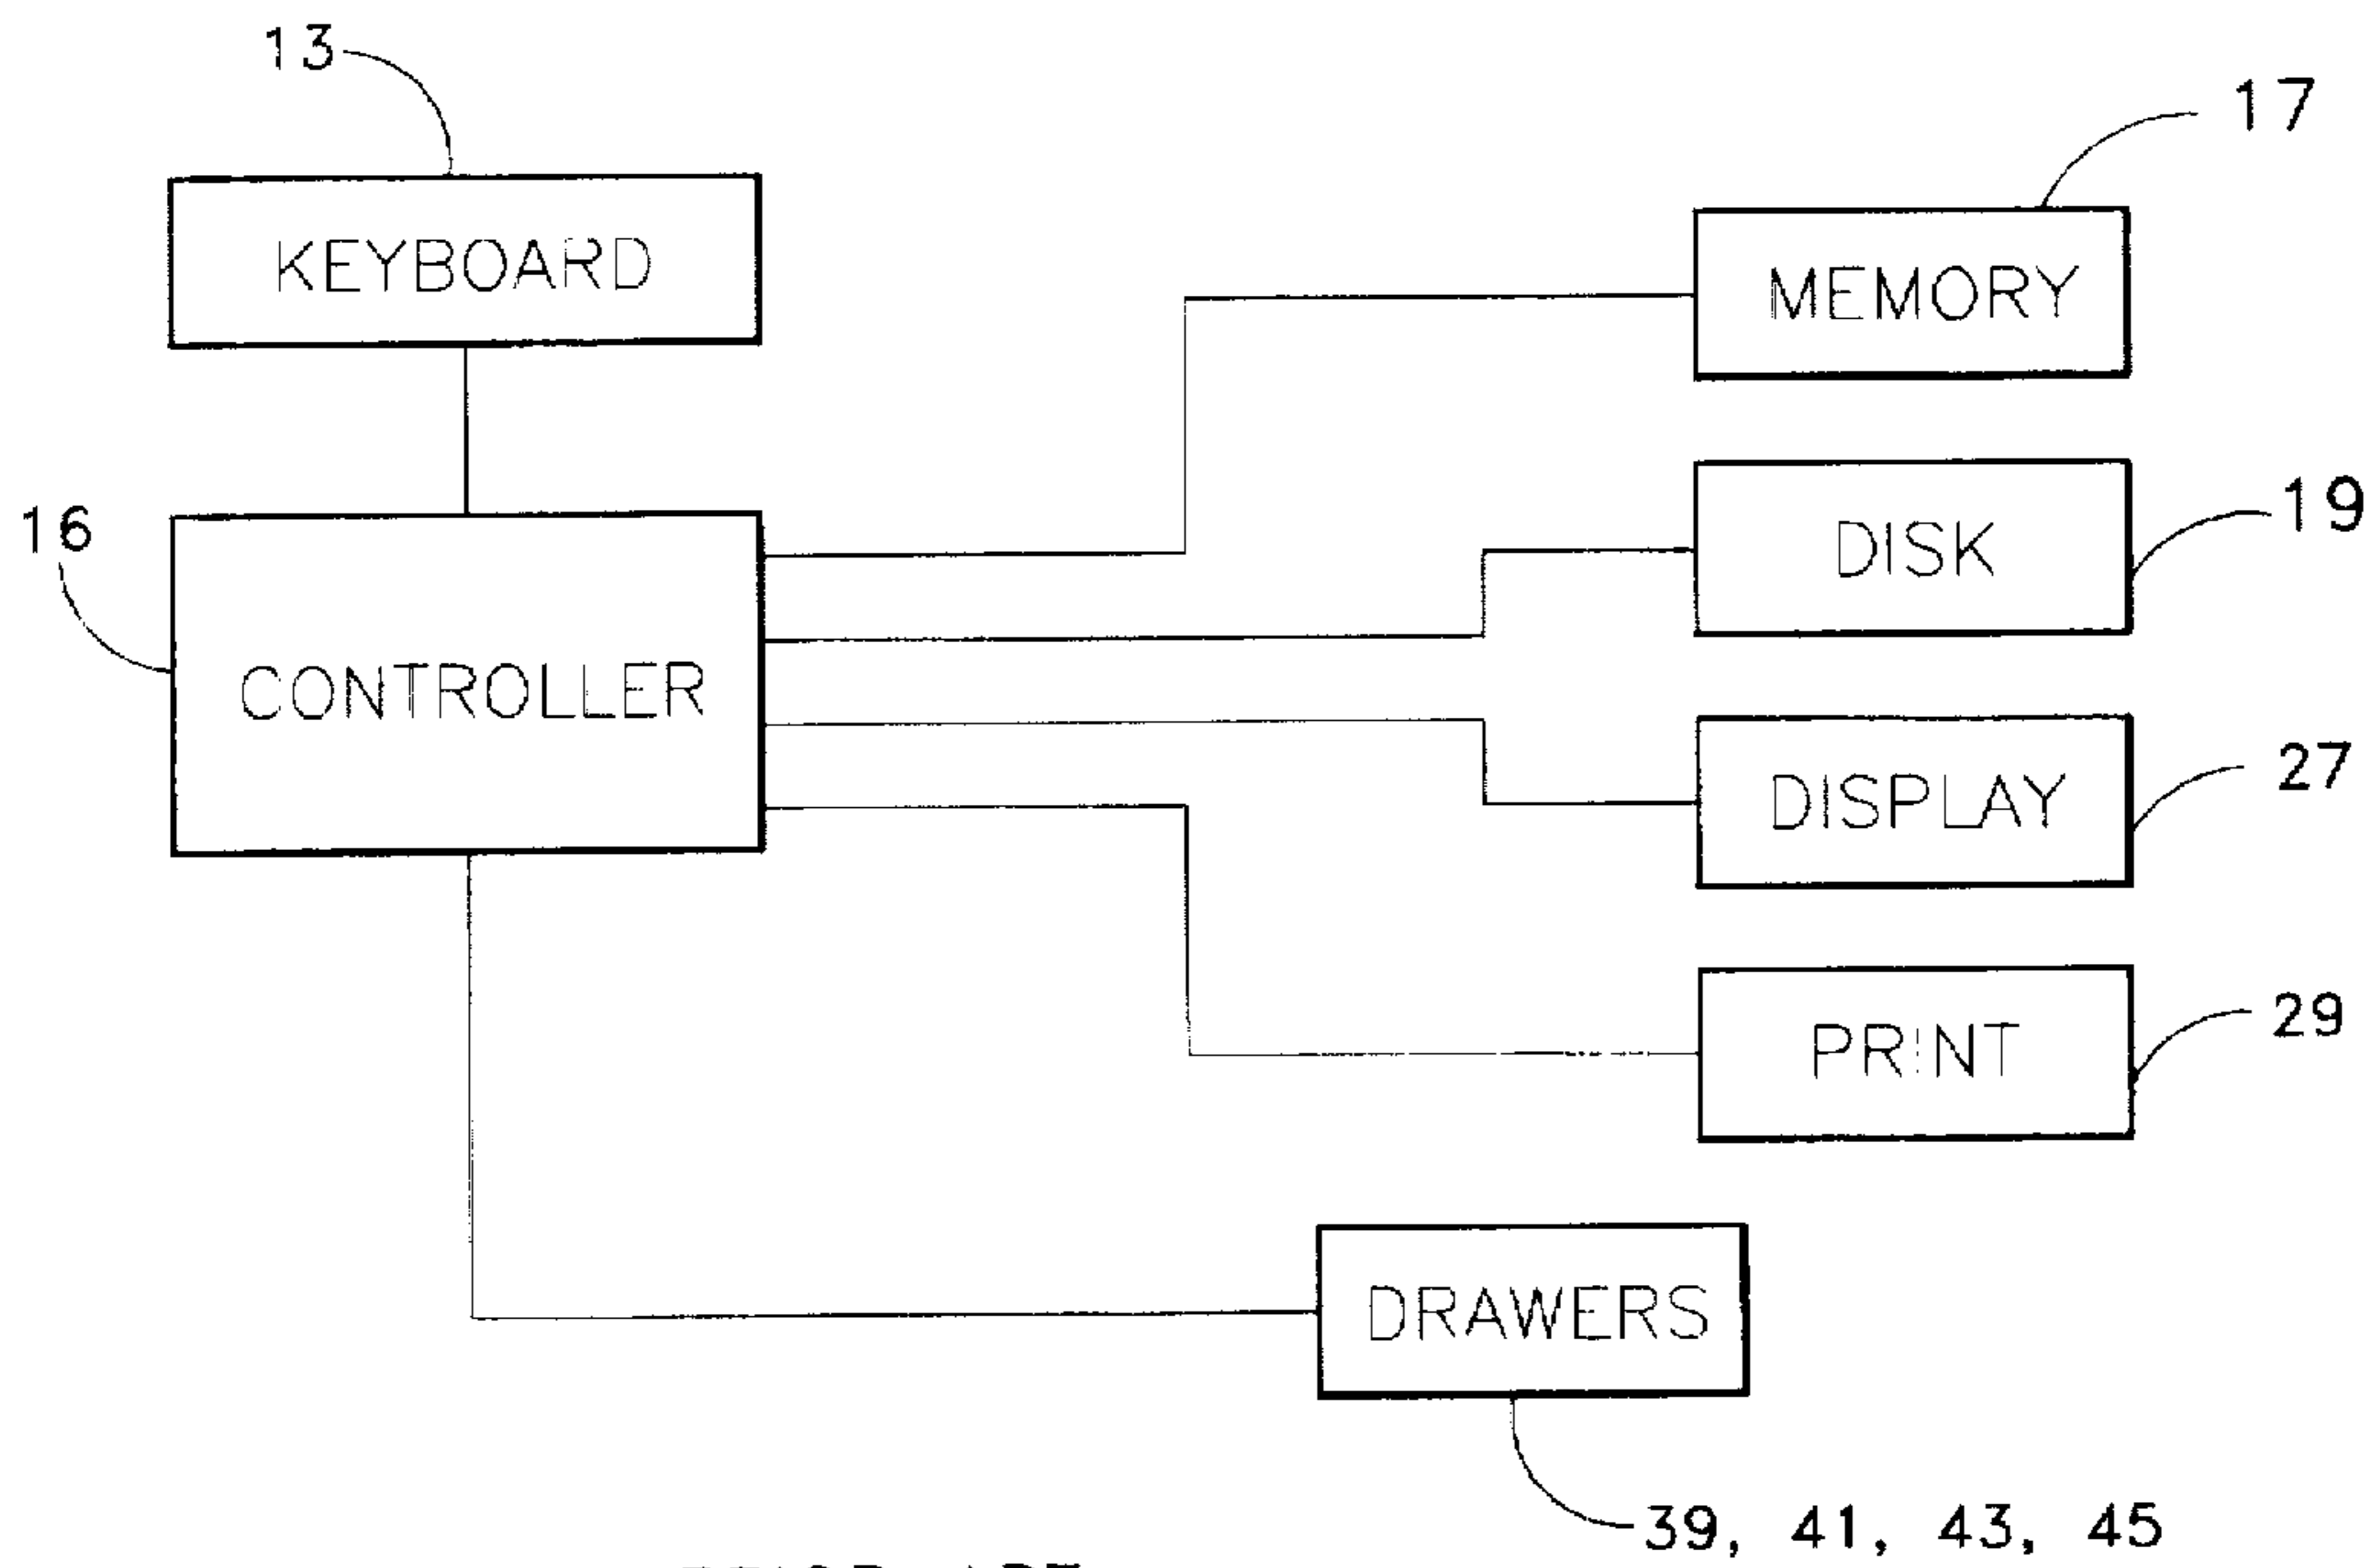 13
17
KEYBOARD
MEMORY
16
19
DISK
CONTROLLER
27
DISPLAY
29
PRINT
DRAWERS
39, 41, 43, 45